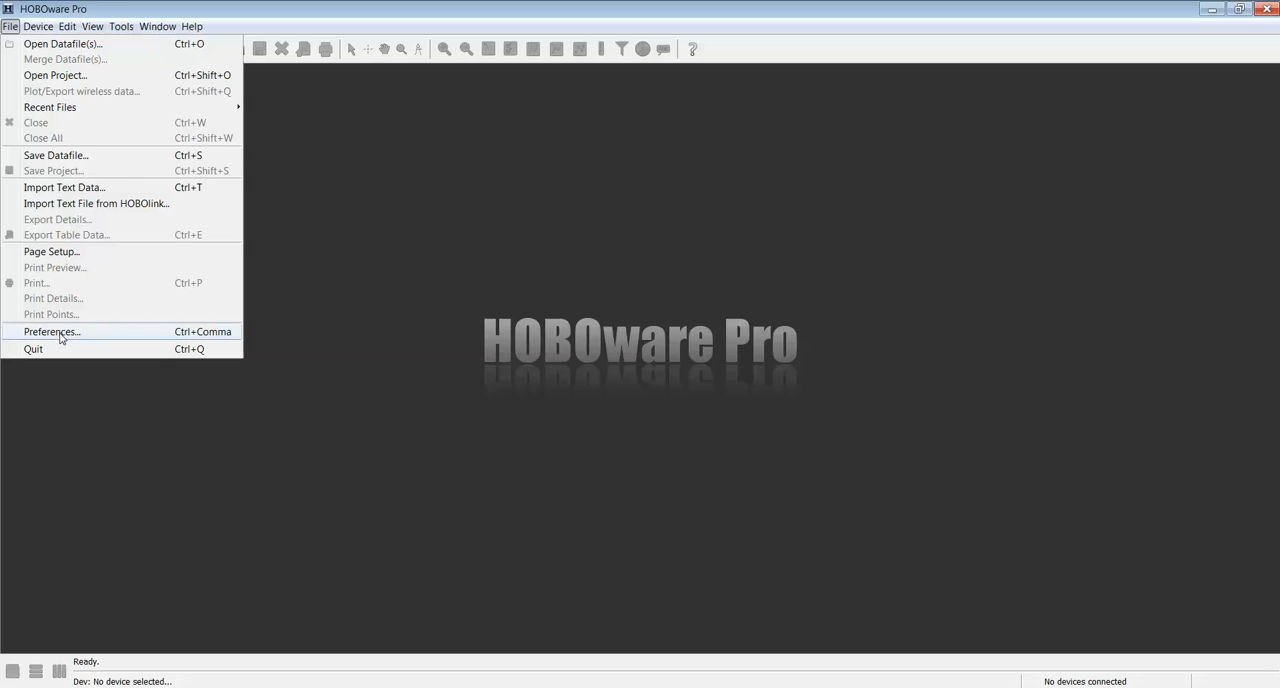 HOBOware Pro
File Device Edit View Tools Window Help
Open Datafile(s)... Ctrl+O
Merge Datafile(s)...
Open Project... Ctrl+Shift+O
Plot/Export wireless data... Ctrl+Shift+Q
Recent Files
Close Ctrl+W
Close All Ctrl+Shift+W
Save Datafile... Ctrl+S
Save Project... Ctrl+Shift+S
Import Text Data... Ctrl+T
Import Text File from HOBOlink...
Export Details...
Export Table Data... Ctrl+E
Page Setup...
Print Preview...
Print... Ctrl+P
Print Details...
Print Points...
Preferences... Ctrl+Comma
Quit Ctrl+Q
HOBOware Pro
Ready.
Dev: No device selected... No devices connected